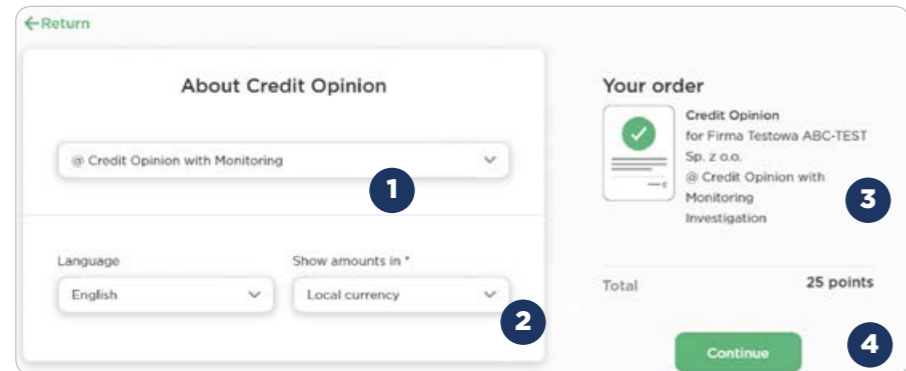 ←Return
About Credit Opinion
@ Credit Opinion with Monitoring
1
Language
Show amounts in *
English
Local currency
2
Your order
Credit Opinion
for Firma Testowa ABC-TEST
Sp. z o.o.
@ Credit Opinion with
Monitoring
Investigation
3
Total
25 points
Continue
4